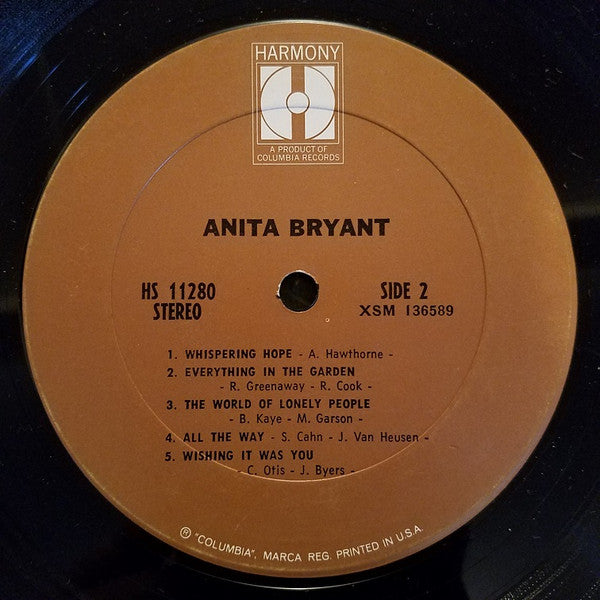 HARMONY
A PRODUCT OF
COLUMBIA RECORDS
ANITA BRYANT
HS 11280
STEREO
SIDE 2
XSM 136589
1. WHISPERING HOPE - A. Hawthorne -
2. EVERYTHING IN THE GARDEN
- R. Greenaway - R. Cook -
3. THE WORLD OF LONELY PEOPLE
- B. Kaye - M. Garson -
4. ALL THE WAY - S. Cahn - J. Van Heusen -
5. WISHING IT WAS YOU
- C. Otis - J. Byers -
® "COLUMBIA", MARCA REG. PRINTED IN U.S.A.